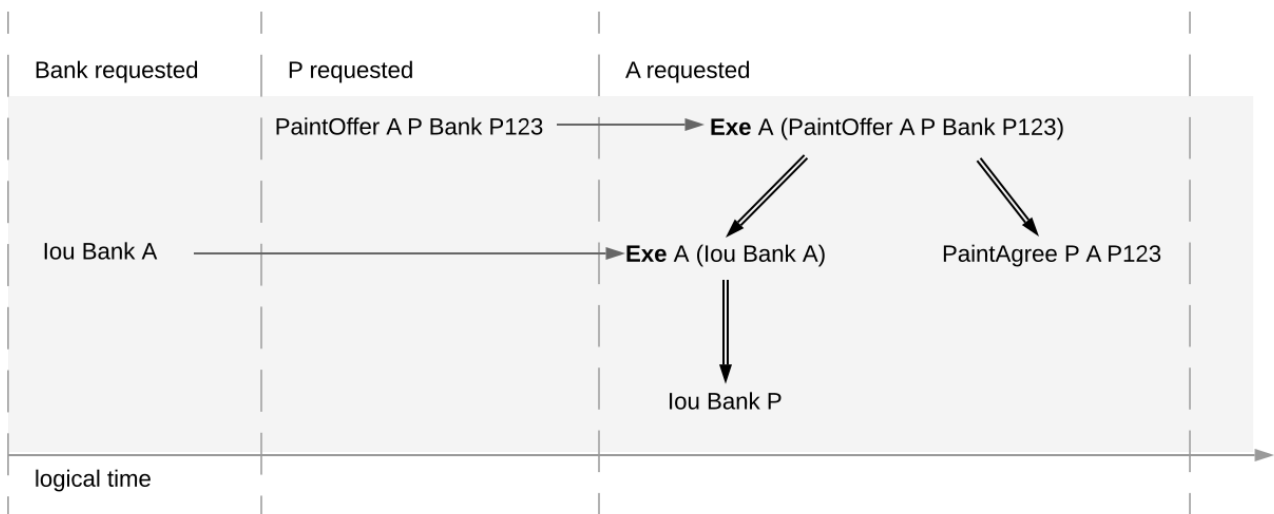 Bank requested
P requested
A requested
PaintOffer A P Bank P123
Exe A (PaintOffer A P Bank P123)
Iou Bank A
Exe A (Iou Bank A)
PaintAgree P A P123
Iou Bank P
logical time